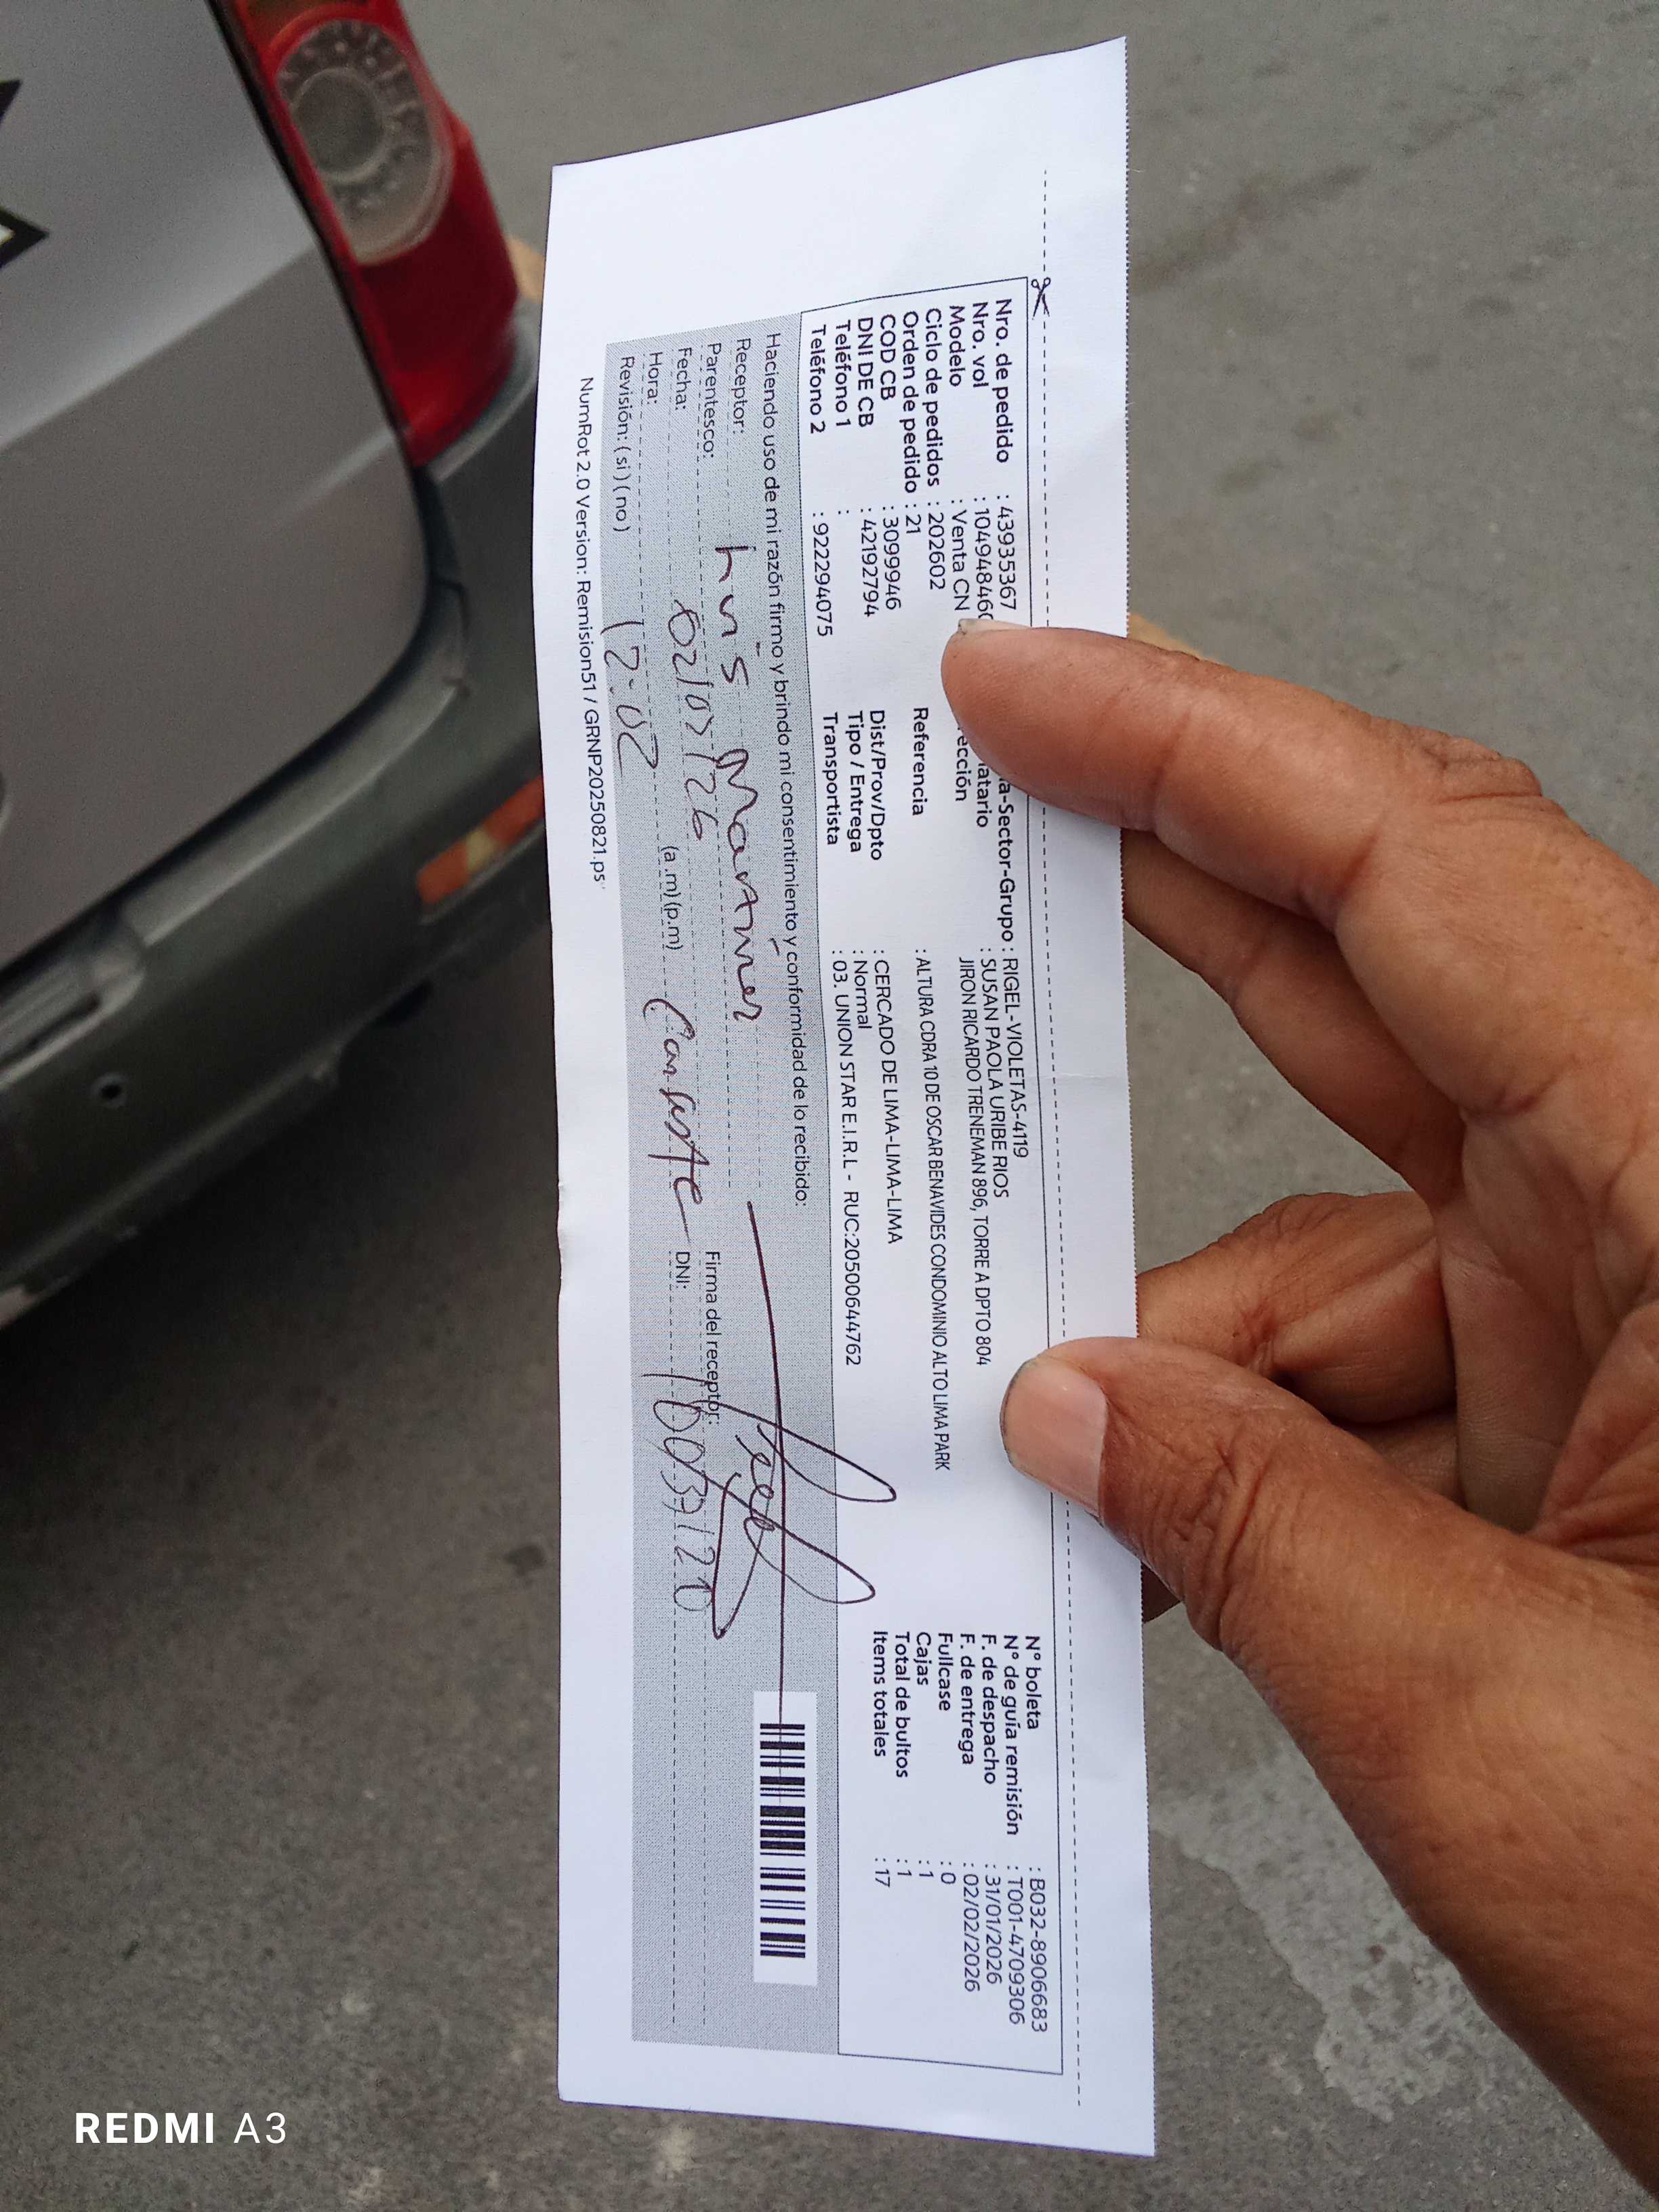 Nro. de pedido : 43935367
Nro. vol : 104948460
Modelo : Venta CN
Ciclo de pedidos : 202602
Orden de pedido : 21
COD CB : 3099946
DNI DE CB : 42192794
Teléfono 1 :
Teléfono 2 : 922294075
a-Sector-Grupo : RIGEL-VIOLETAS-4119
atario : SUSAN PAOLA URIBE RIOS
ección JIRON RICARDO TRENEMAN 896, TORRE A DPTO 804
Referencia : ALTURA CDRA 10 DE OSCAR BENAVIDES CONDOMINIO ALTO LIMA PARK
Dist/Prov/Dpto : CERCADO DE LIMA-LIMA-LIMA
Tipo / Entrega : Normal
Transportista : 03. UNION STAR E.I.R.L - RUC:20500644762
N° boleta : B032-8906683
N° de guía remisión : T001-4709306
F. de despacho : 31/01/2026
F. de entrega : 02/02/2026
Fullcase : 0
Cajas : 1
Total de bultos : 1
Items totales : 17
Haciendo uso de mi razón firmo y brindo mi consentimiento y conformidad de lo recibido:
Receptor: Luis Martínez
Parentesco:
Fecha: 02/02/26
Hora: 12:02 (a.m) (p.m)
Revisión: ( si ) ( no )
Firma del receptor:
DNI:
NumRot 2.0 Version: Remision51 / GRNP20250821.ps
REDMI A3